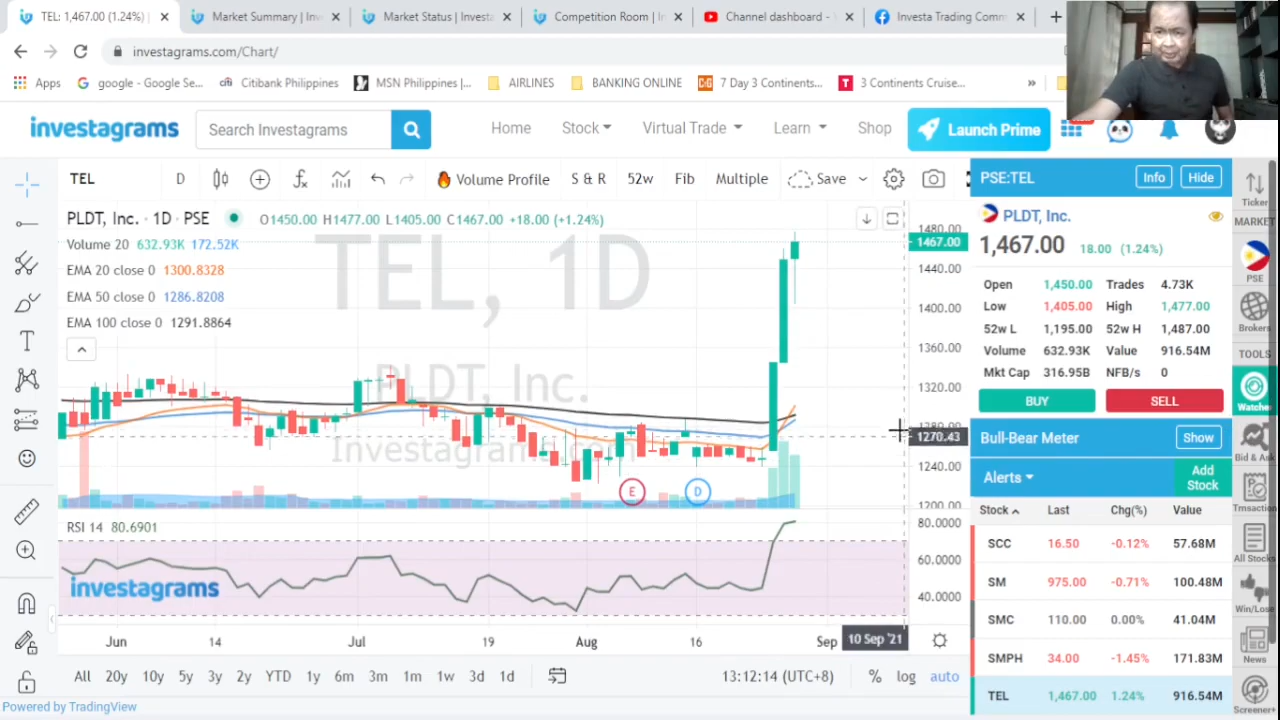 TEL: 1,467.00 (1.24%)
Market Summary | Inv
Market Status | Investa
Competition Room | In
Channel dashboard -
Investa Trading Comm
investagrams.com/Chart/
Apps
google - Google Se...
Citibank Philippines
MSN Philippines |...
AIRLINES
BANKING ONLINE
7 Day 3 Continents...
3 Continents Cruise...
»
investagrams
Search Investagrams
Home
Stock
Virtual Trade
Learn
Shop
Launch Prime
TEL
D
Volume Profile
S & R
52w
Fib
Multiple
Save
PLDT, Inc. · 1D · PSE
O1450.00 H1477.00 L1405.00 C1467.00 +18.00 (+1.24%)
Volume 20 632.93K 172.52K
EMA 20 close 0 1300.8328
EMA 50 close 0 1286.8208
EMA 100 close 0 1291.8864
TEL, 1D
PLDT, Inc.
Investagrams.com
E
D
1480.00
1467.00
1440.00
1400.00
1360.00
1320.00
1280.00
1270.43
1240.00
1200.00
RSI 14 80.6901
investagrams
80.0000
60.0000
40.0000
Jun
14
Jul
19
Aug
16
Sep
10 Sep '21
All
20y
10y
5y
3y
2y
YTD
1y
6m
3m
1m
1w
3d
1d
13:12:14 (UTC+8)
%
log
auto
Powered by TradingView
PSE:TEL
Info
Hide
PLDT, Inc.
1,467.00 18.00 (1.24%)
Open 1,450.00 Trades 4.73K
Low 1,405.00 High 1,477.00
52w L 1,195.00 52w H 1,487.00
Volume 632.93K Value 916.54M
Mkt Cap 316.95B NFB/s 0
BUY
SELL
Bull-Bear Meter
Show
Alerts
Add
Stock
Stock Last Chg(%) Value
SCC 16.50 -0.12% 57.68M
SM 975.00 -0.71% 100.48M
SMC 110.00 0.00% 41.04M
SMPH 34.00 -1.45% 171.83M
TEL 1,467.00 1.24% 916.54M
Ticker
MARKET
PSE
Brokers
TOOLS
Watcher
Bid & Ask
Trnsaction
All Stocks
Win/Lose
News
Screener+